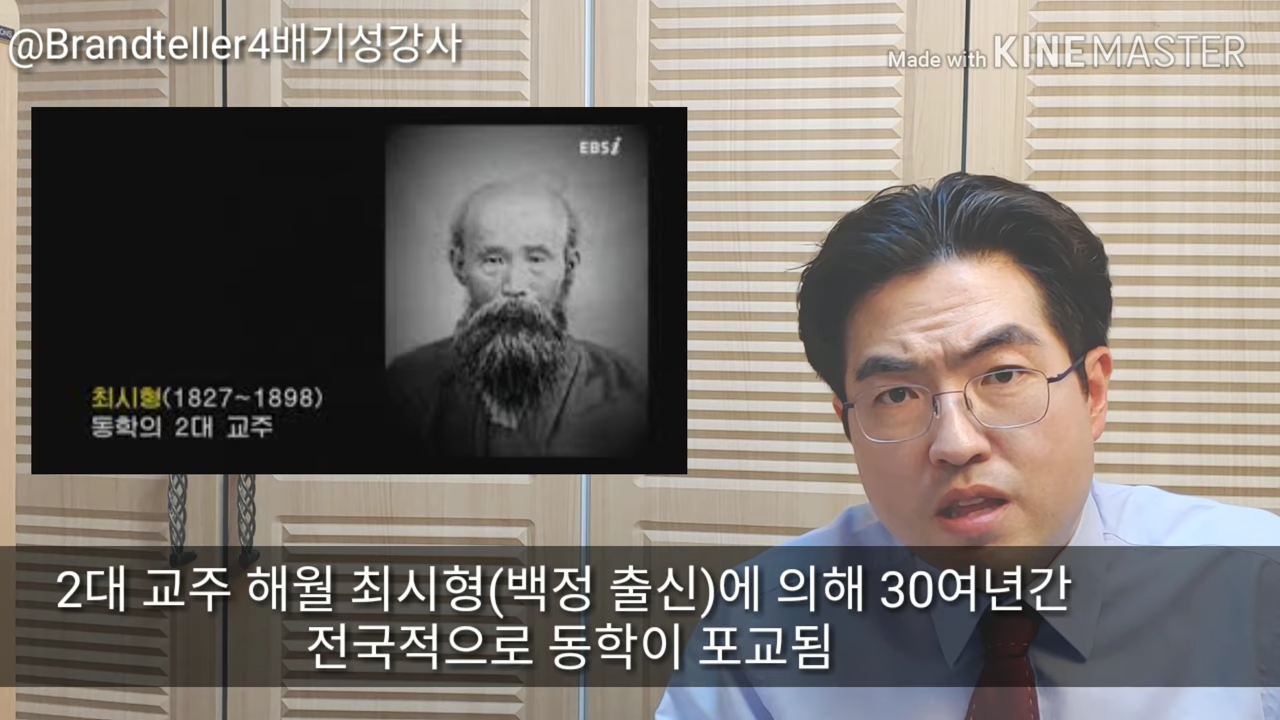 @Brandteller4배기성강사
Made with KINEMASTER
EBSi
최시형(1827~1898)
동학의 2대 교주
2대 교주 해월 최시형(백정 출신)에 의해 30여년간
전국적으로 동학이 포교됨